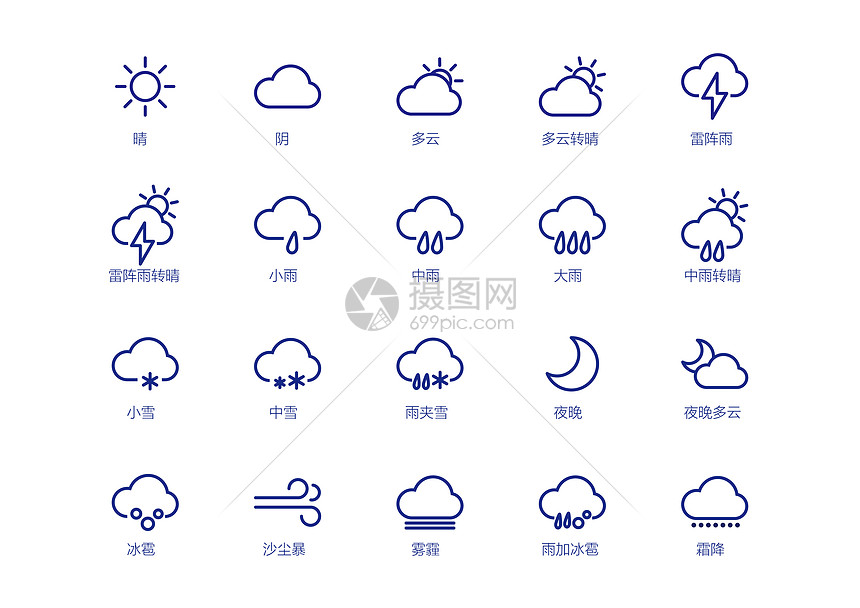 晴
阴
多云
多云转晴
雷阵雨
雷阵雨转晴
小雨
中雨
大雨
中雨转晴
摄图网
699pic.com
小雪
中雪
雨夹雪
夜晚
夜晚多云
冰雹
沙尘暴
雾霾
雨加冰雹
霜降